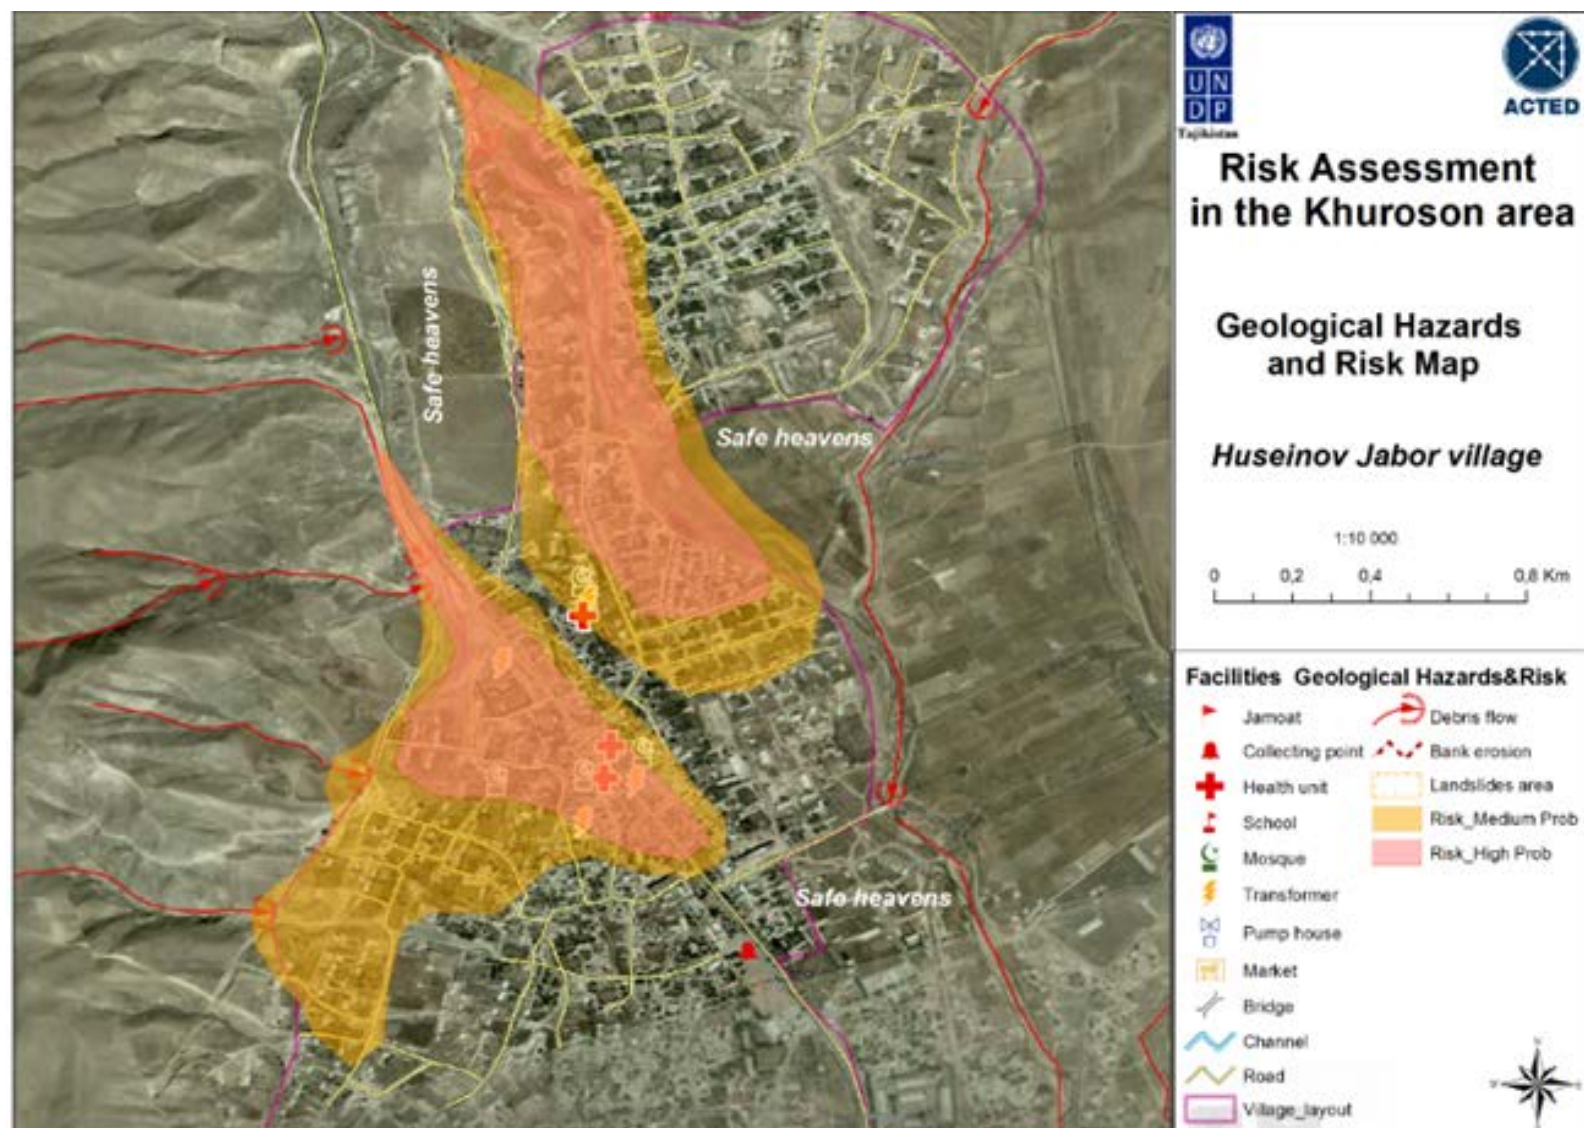 UN
DP
Tajikistan
ACTED
Risk Assessment
in the Khuroson area
Geological Hazards
and Risk Map
Huseinov Jabor village
1:10 000
0 0,2 0,4 0,8 Km
Safe heavens
Safe heavens
Safe heavens
Facilities Geological Hazards&Risk
Jamoat Debris flow
Collecting point Bank erosion
Health unit Landslides area
School Risk_Medium Prob
Mosque Risk_High Prob
Transformer
Pump house
Market
Bridge
Channel
Road
Village_layout